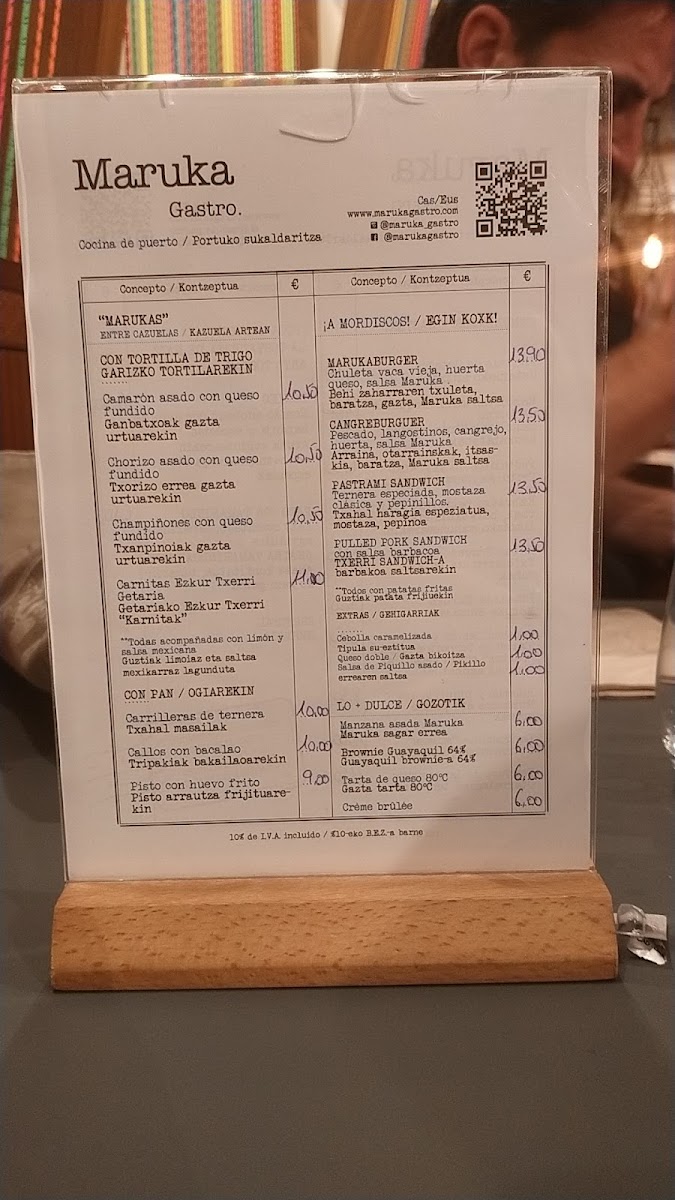 Maruka
Gastro.
Cocina de puerto / Portuko sukaldaritza
Cas/Eus
www.marukagastro.com
@maruka_gastro
@marukagastro
Concepto / Kontzeptua €
"MARUKAS"
ENTRE CAZUELAS / KAZUELA ARTEAN
CON TORTILLA DE TRIGO
GARIZKO TORTILAREKIN
Camarón asado con queso 10,50
fundido
Ganbatxoak gazta
urtuarekin
Chorizo asado con queso 10,50
fundido
Txorizo errea gazta
urtuarekin
Champiñones con queso 10,50
fundido
Txanpinoiak gazta
urtuarekin
Carnitas Ezkur Txerri 11,00
Getaria
Getariako Ezkur Txerri
"Karnitak"
**Todas acompañadas con limón y
salsa mexicana
Guztiak limoiaz eta saltsa
mexikarraz lagunduta
CON PAN / OGIAREKIN
Carrilleras de ternera 10,00
Txahal masailak
Callos con bacalao 10,00
Tripakiak bakailaoarekin
Pisto con huevo frito 9,00
Pisto arrautza frijituare-
kin
Concepto / Kontzeptua €
¡A MORDISCOS! / EGIN KOXK!
MARUKABURGER 13,90
Chuleta vaca vieja, huerta
queso, salsa Maruka
Behi zaharraren txuleta,
baratza, gazta, Maruka saltsa
CANGREBURGUER 13,50
Pescado, langostinos, cangrejo,
huerta, salsa Maruka
Arraina, otarrainskak, itsas-
kia, baratza, Maruka saltsa
PASTRAMI SANDWICH 13,50
Ternera especiada, mostaza
clásica y pepinillos.
Txahal haragia espeziatua,
mostaza, pepinoa
PULLED PORK SANDWICH 13,50
con salsa barbacoa
TXERRI SANDWICH-A
barbakoa saltsarekin
**Todos con patatas fritas
Guztiak patata frijiuekin
EXTRAS / GEHIGARRIAK
Cebolla caramelizada 1,00
Tipula su-eztitua
Queso doble / Gazta bikoitza 1,00
Salsa de Piquillo asado / Pikillo 1,00
errearen saltsa
LO + DULCE / GOZOTIK
Manzana asada Maruka 6,00
Maruka sagar errea
Brownie Guayaquil 64% 6,00
Guayaquil brownie-a 64%
Tarta de queso 80ºC 6,00
Gazta tarta 80ºC
Crème brûlée 6,00
10% de I.V.A. incluido / %10-eko B.E.Z.-a barne